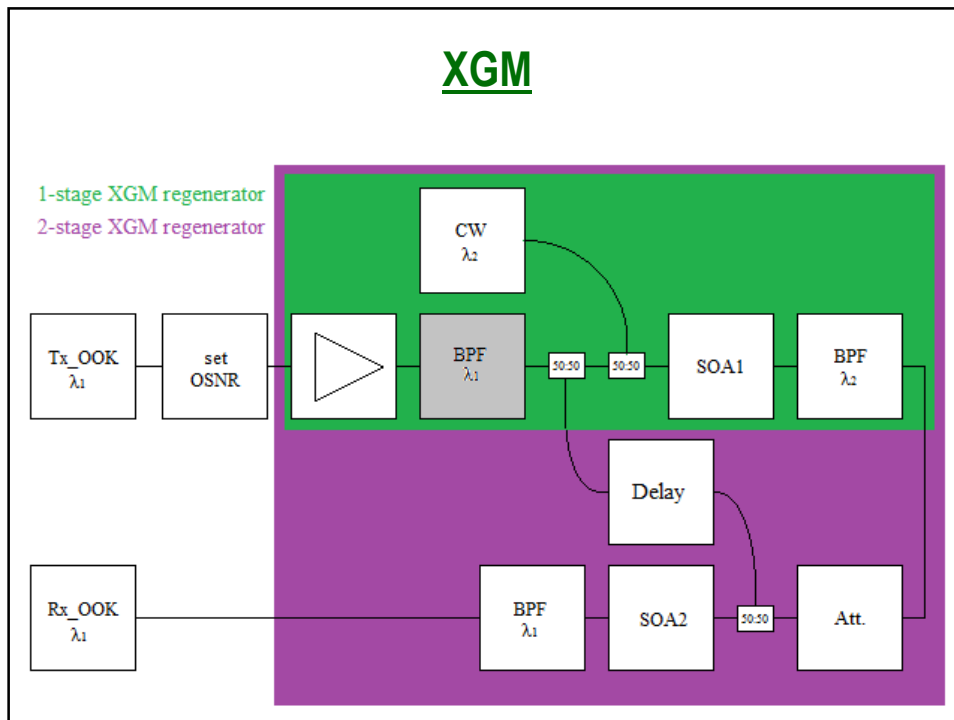 XGM
1-stage XGM regenerator
2-stage XGM regenerator
CW
λ2
Tx_OOK
λ1
set
OSNR
BPF
λ1
50:50
50:50
SOA1
BPF
λ2
Delay
Rx_OOK
λ1
BPF
λ1
SOA2
50:50
Att.